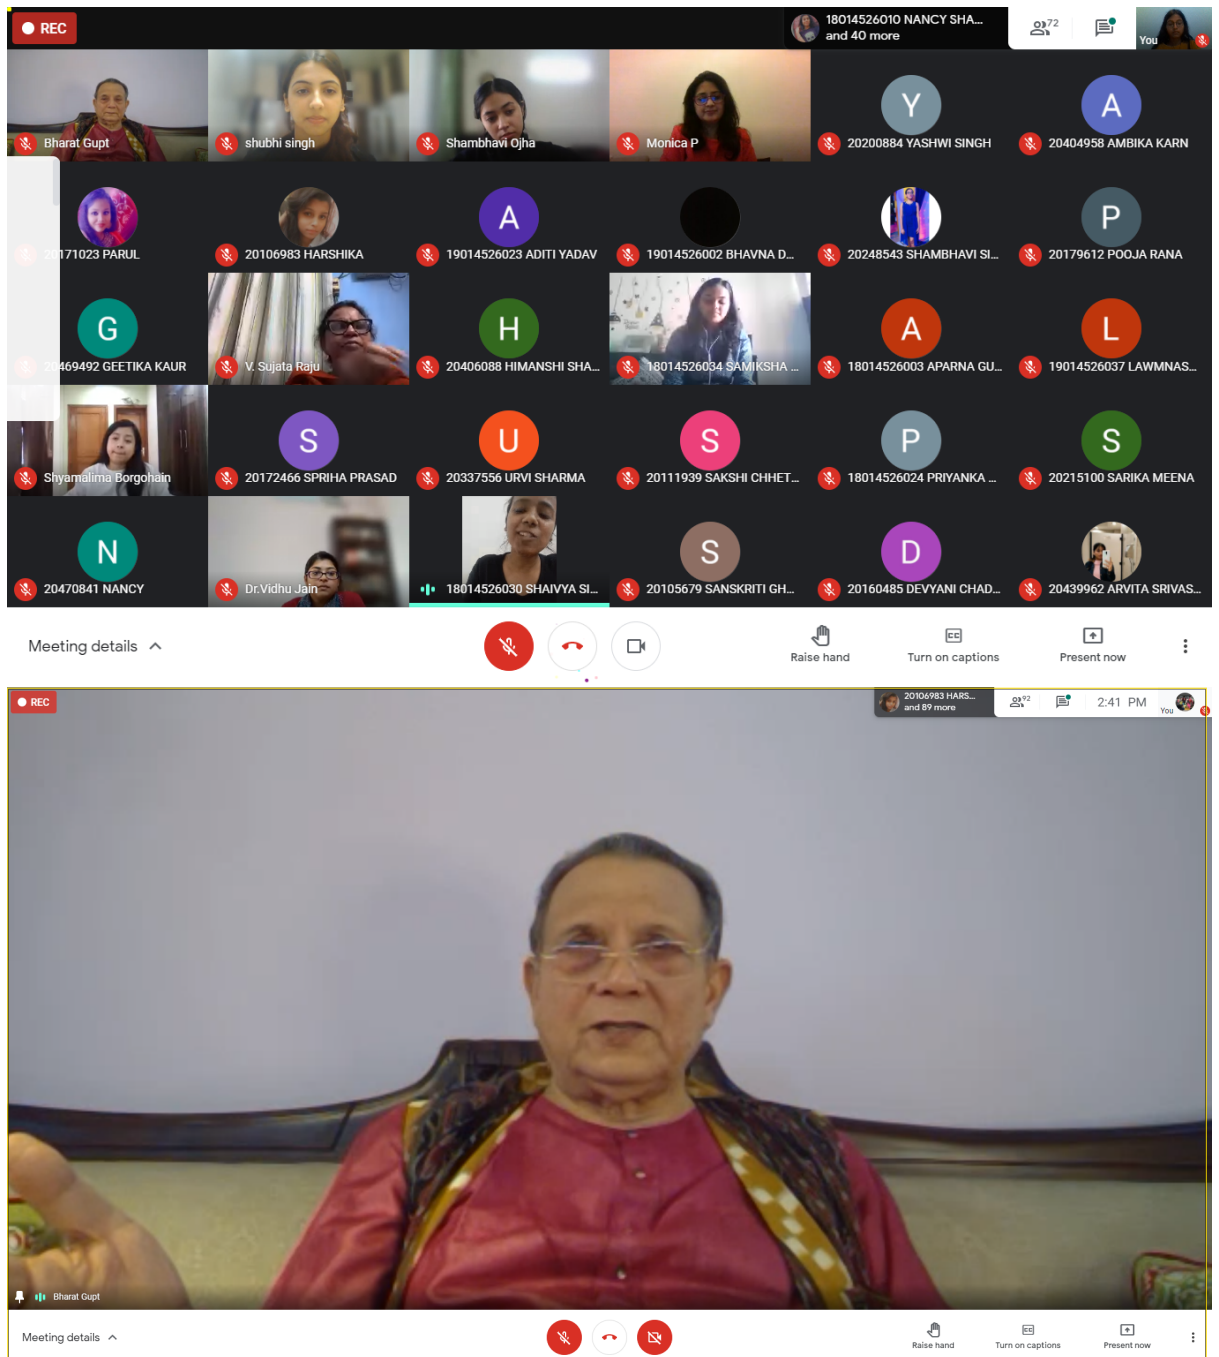 REC
18014526010 NANCY SHA...
and 40 more
72
You
Bharat Gupt
shubhi singh
Shambhavi Ojha
Monica P
Y
20200884 YASHWI SINGH
A
20404958 AMBIKA KARN
20171023 PARUL
20106983 HARSHIKA
A
19014526023 ADITI YADAV
19014526002 BHAVNA D...
20248543 SHAMBHAVI SI...
P
20179612 POOJA RANA
G
20469492 GEETIKA KAUR
V. Sujata Raju
H
20406088 HIMANSHI SHA...
18014526034 SAMIKSHA ...
A
18014526003 APARNA GU...
L
19014526037 LAWMNAS...
Shyamalima Borgohain
S
20172466 SPRIHA PRASAD
U
20337556 URVI SHARMA
S
20111939 SAKSHI CHHET...
P
18014526024 PRIYANKA ...
S
20215100 SARIKA MEENA
N
20470841 NANCY
Dr.Vidhu Jain
18014526030 SHAIVYA SI...
S
20105679 SANSKRITI GH...
D
20160485 DEVYANI CHAD...
20439962 ARVITA SRIVAS...
Meeting details
Raise hand
CC
Turn on captions
Present now
REC
20106983 HARS...
and 89 more
92
2:41 PM
You
Bharat Gupt
Meeting details
Raise hand
CC
Turn on captions
Present now